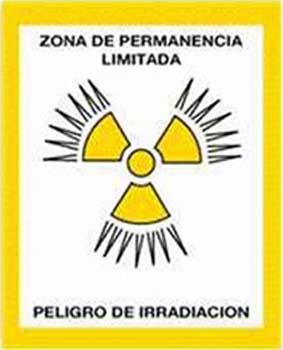 ZONA DE PERMANENCIA
LIMITADA
PELIGRO DE IRRADIACION